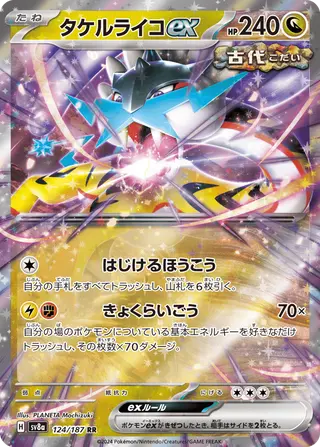 たね タケルライコex HP240
古代 こだい
はじけるほうこう
自分の手札をすべてトラッシュし、山札を6枚引く。
きょくらいごう 70×
自分の場のポケモンについている基本エネルギーを好きなだけ
トラッシュし、その枚数×70ダメージ。
弱点 抵抗力 にげる
Illus. PLANETA Mochizuki
exルール
ポケモンexがきぜつしたとき、相手はサイドを2枚とる。
H sv8a 124/187 RR
©2024 Pokémon/Nintendo/Creatures/GAME FREAK.